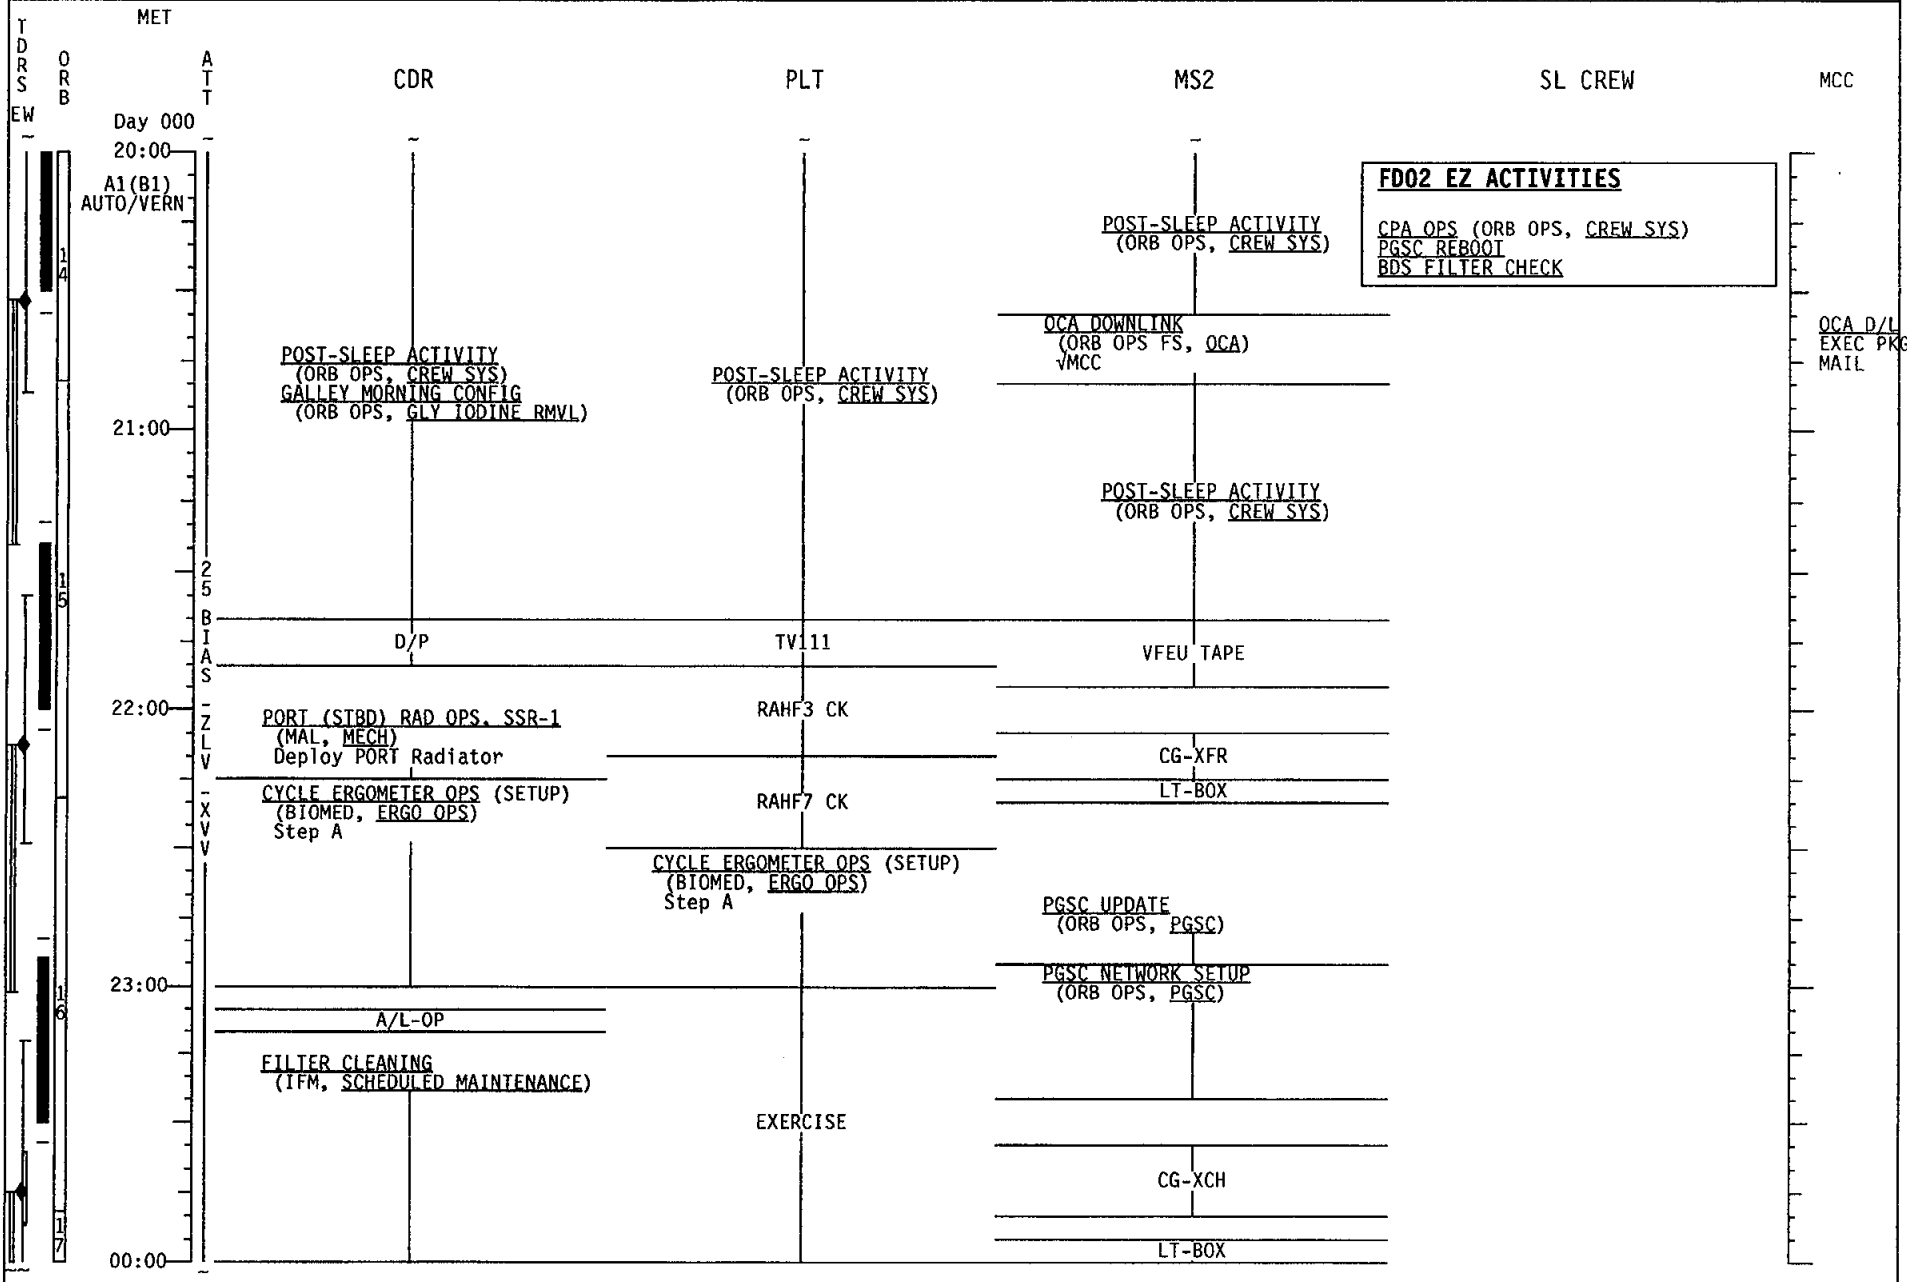 TDRS
EW
ORB
MET
ATT
CDR
PLT
MS2
SL CREW
MCC
Day 000
20:00
A1(B1)
AUTO/VERN
14
FD02 EZ ACTIVITIES
CPA OPS (ORB OPS, CREW SYS)
PGSC REBOOT
BDS FILTER CHECK
POST-SLEEP ACTIVITY
(ORB OPS, CREW SYS)
OCA DOWNLINK
(ORB OPS FS, OCA)
√MCC
OCA D/L
EXEC PKG
MAIL
POST-SLEEP ACTIVITY
(ORB OPS, CREW SYS)
GALLEY MORNING CONFIG
(ORB OPS, GLY IODINE RMVL)
POST-SLEEP ACTIVITY
(ORB OPS, CREW SYS)
21:00
POST-SLEEP ACTIVITY
(ORB OPS, CREW SYS)
15
25 BIAS -ZLV -XVV
D/P
TV111
VFEU TAPE
22:00
PORT (STBD) RAD OPS, SSR-1
(MAL, MECH)
Deploy PORT Radiator
RAHF3 CK
CG-XFR
LT-BOX
CYCLE ERGOMETER OPS (SETUP)
(BIOMED, ERGO OPS)
Step A
RAHF7 CK
CYCLE ERGOMETER OPS (SETUP)
(BIOMED, ERGO OPS)
Step A
PGSC UPDATE
(ORB OPS, PGSC)
23:00
16
PGSC NETWORK SETUP
(ORB OPS, PGSC)
A/L-OP
FILTER CLEANING
(IFM, SCHEDULED MAINTENANCE)
EXERCISE
CG-XCH
17
00:00
LT-BOX